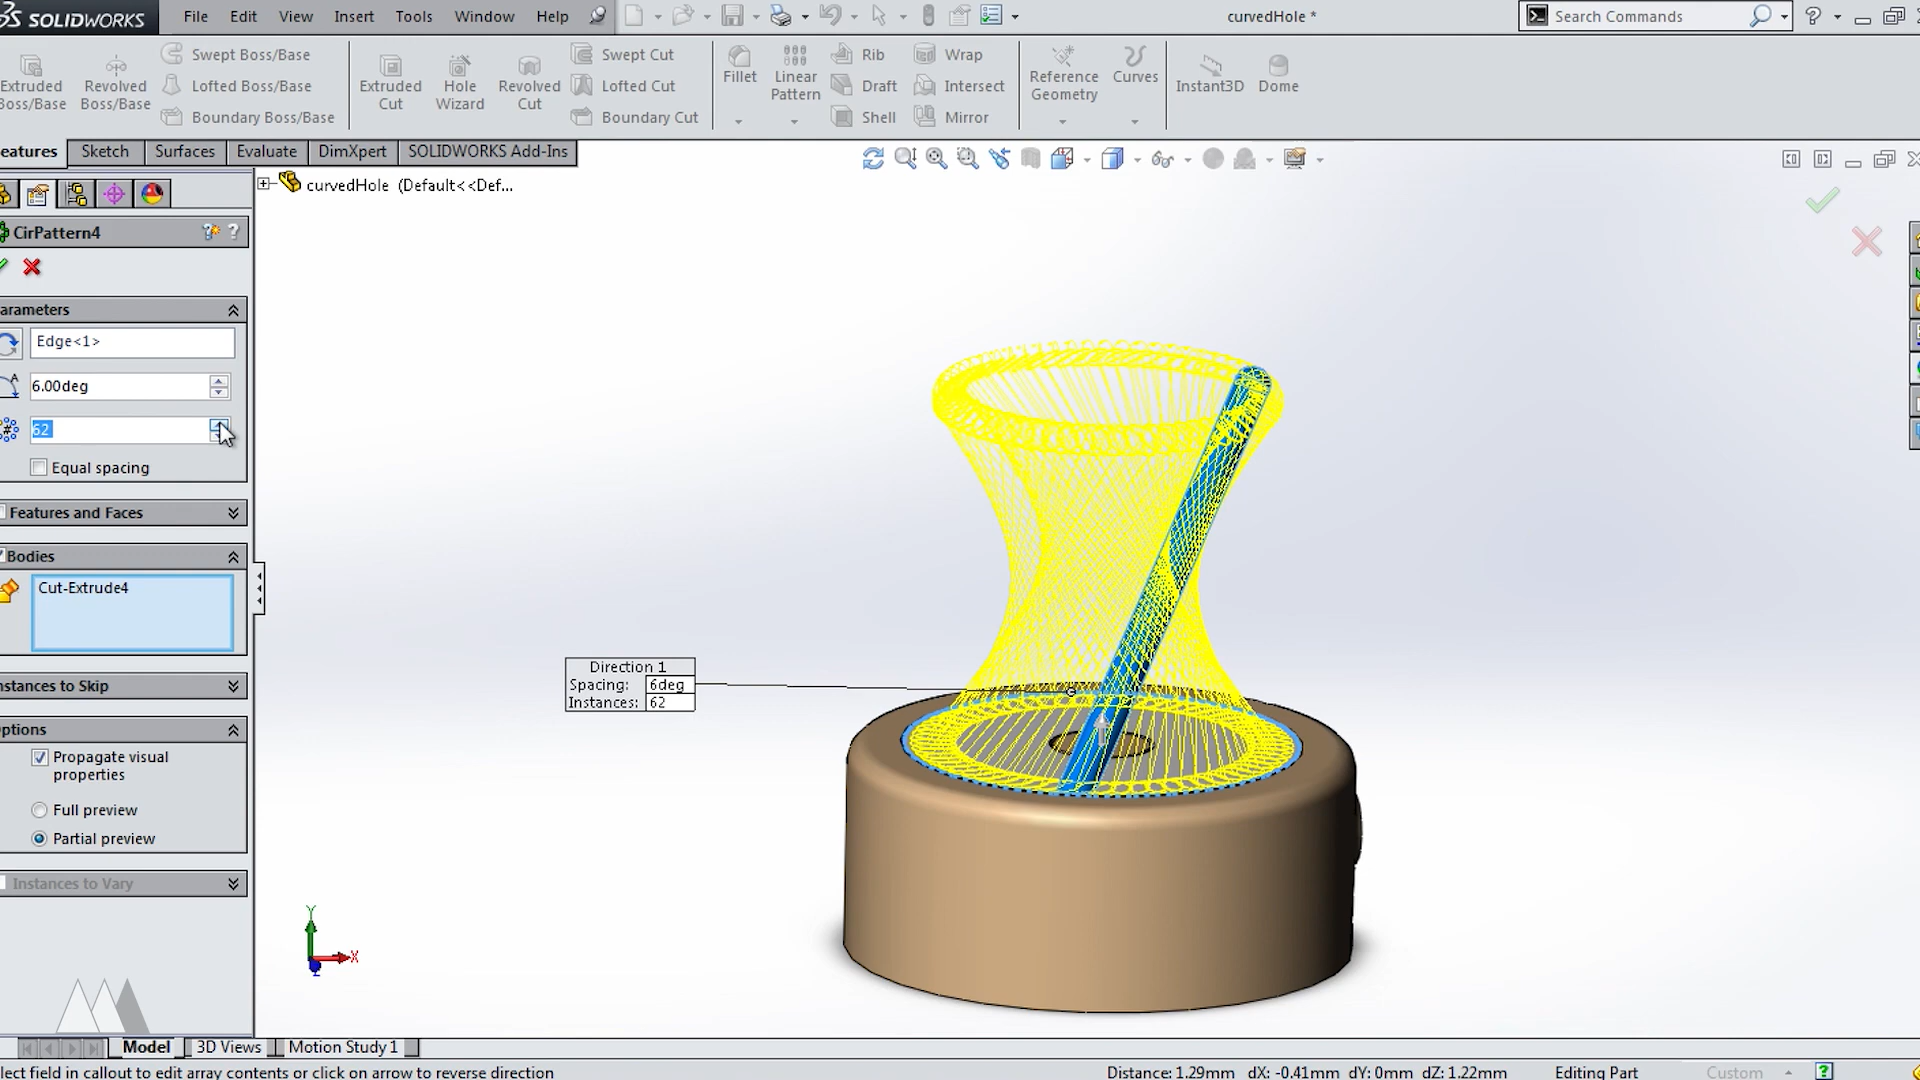 SOLIDWORKS File Edit View Insert Tools Window Help curvedHole * Search Commands
Extruded Boss/Base
Revolved Boss/Base
Swept Boss/Base
Lofted Boss/Base
Boundary Boss/Base
Extruded Cut
Hole Wizard
Revolved Cut
Swept Cut
Lofted Cut
Boundary Cut
Fillet
Linear Pattern
Rib
Draft
Shell
Wrap
Intersect
Mirror
Reference Geometry
Curves
Instant3D
Dome
eatures Sketch Surfaces Evaluate DimXpert SOLIDWORKS Add-Ins
curvedHole (Default<<Def...
CirPattern4
arameters
Edge<1>
6.00deg
62
Equal spacing
Features and Faces
Bodies
Cut-Extrude4
nstances to Skip
ptions
Propagate visual
properties
Full preview
Partial preview
Instances to Vary
Direction 1
Spacing: 6deg
Instances: 62
Y
X
Z
Model 3D Views Motion Study 1
lect field in callout to edit array contents or click on arrow to reverse direction Distance: 1.29mm dX: -0.41mm dY: 0mm dZ: 1.22mm Editing Part Custom